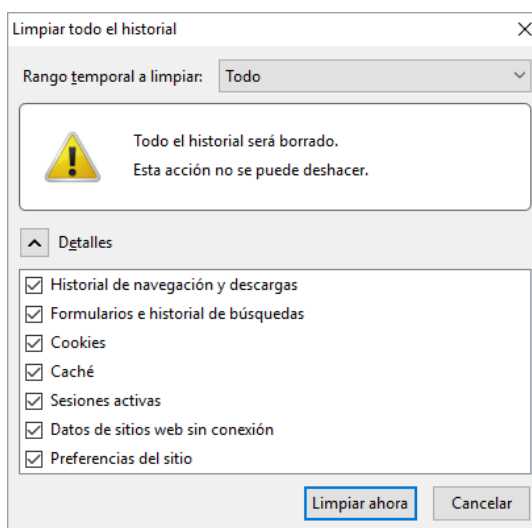 Limpiar todo el historial
Rango temporal a limpiar: Todo
Todo el historial será borrado.
Esta acción no se puede deshacer.
Detalles
Historial de navegación y descargas
Formularios e historial de búsquedas
Cookies
Caché
Sesiones activas
Datos de sitios web sin conexión
Preferencias del sitio
Limpiar ahora Cancelar